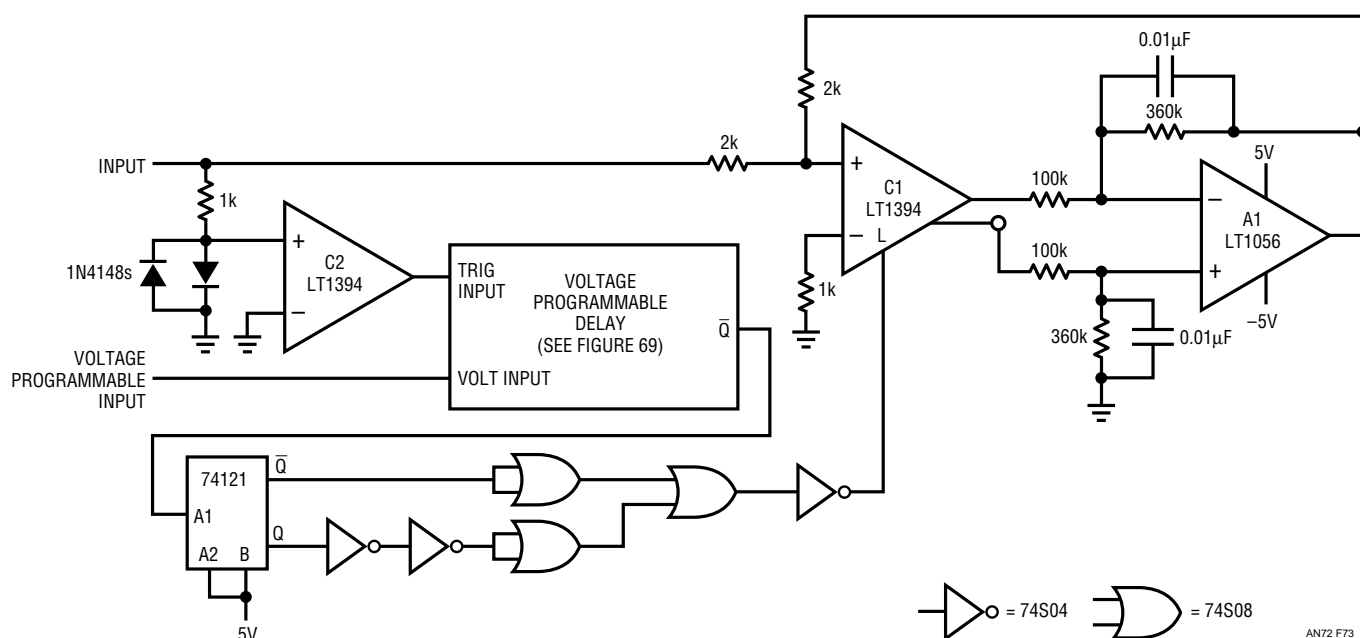 0.01µF
2k
360k
INPUT
2k
5V
1k
+
C1
LT1394
100k
−
A1
LT1056
+
C2
LT1394
−
L
100k
+
1N4148s
−
TRIG
INPUT
VOLTAGE
PROGRAMMABLE
DELAY
(SEE FIGURE 69)
Q
1k
−5V
360k
0.01µF
VOLTAGE
PROGRAMMABLE
INPUT
VOLT INPUT
74121
Q
A1
Q
A2 B
5V
= 74S04
= 74S08
AN72 F73